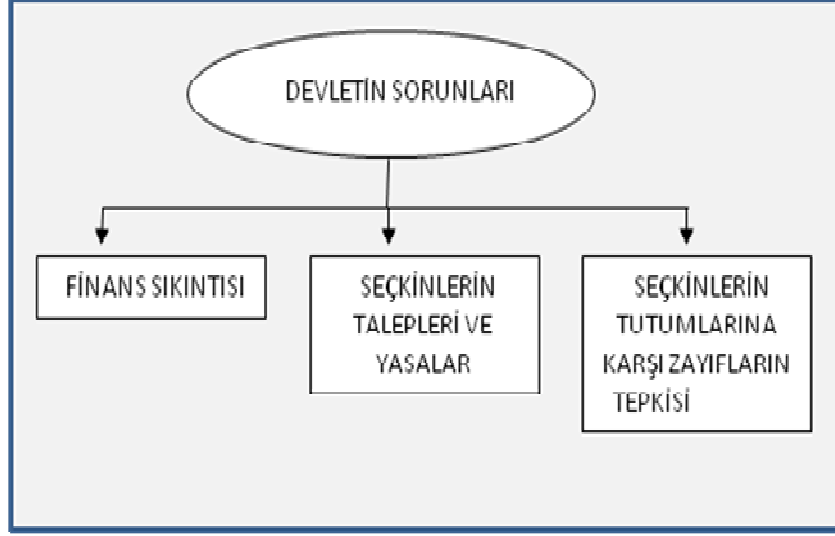 DEVLETİN SORUNLARI
FİNANS SIKINTISI
SEÇKİNLERİN
TALEPLERİ VE
YASALAR
SEÇKİNLERİN
TUTUMLARINA
KARŞI ZAYIFLARIN
TEPKİSİ